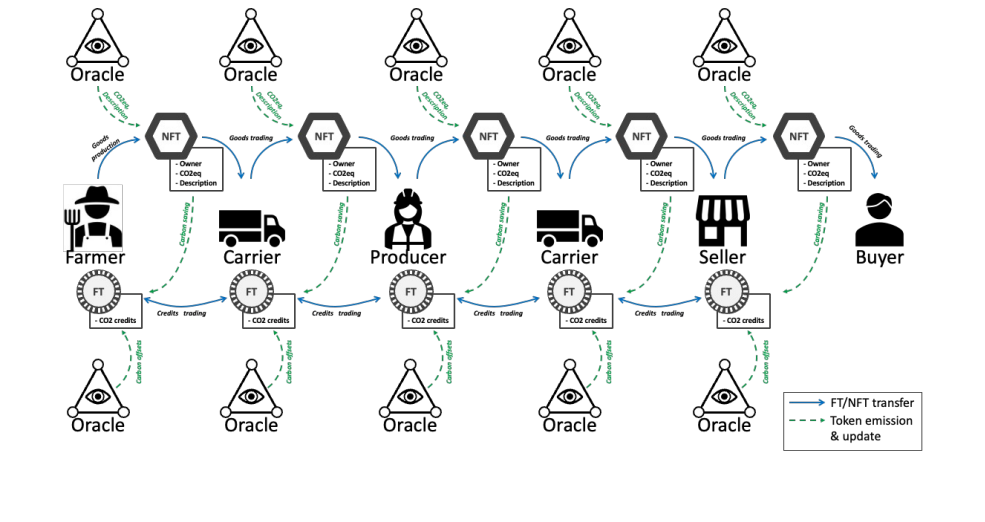 Oracle Oracle Oracle Oracle Oracle
CO2eq, Description CO2eq, Description CO2eq, Description CO2eq, Description CO2eq, Description
Goods production
NFT Goods trading NFT Goods trading NFT Goods trading NFT Goods trading NFT Goods trading
- Owner - Owner - Owner - Owner - Owner
- CO2eq - CO2eq - CO2eq - CO2eq - CO2eq
- Description - Description - Description - Description - Description
Carbon saving Carbon saving Carbon saving Carbon saving Carbon saving
Farmer Carrier Producer Carrier Seller Buyer
FT FT FT FT FT
Credits trading Credits trading Credits trading Credits trading
- CO2 credits - CO2 credits - CO2 credits - CO2 credits - CO2 credits
Carbon offsets Carbon offsets Carbon offsets Carbon offsets Carbon offsets
Oracle Oracle Oracle Oracle Oracle
FT/NFT transfer
Token emission
& update